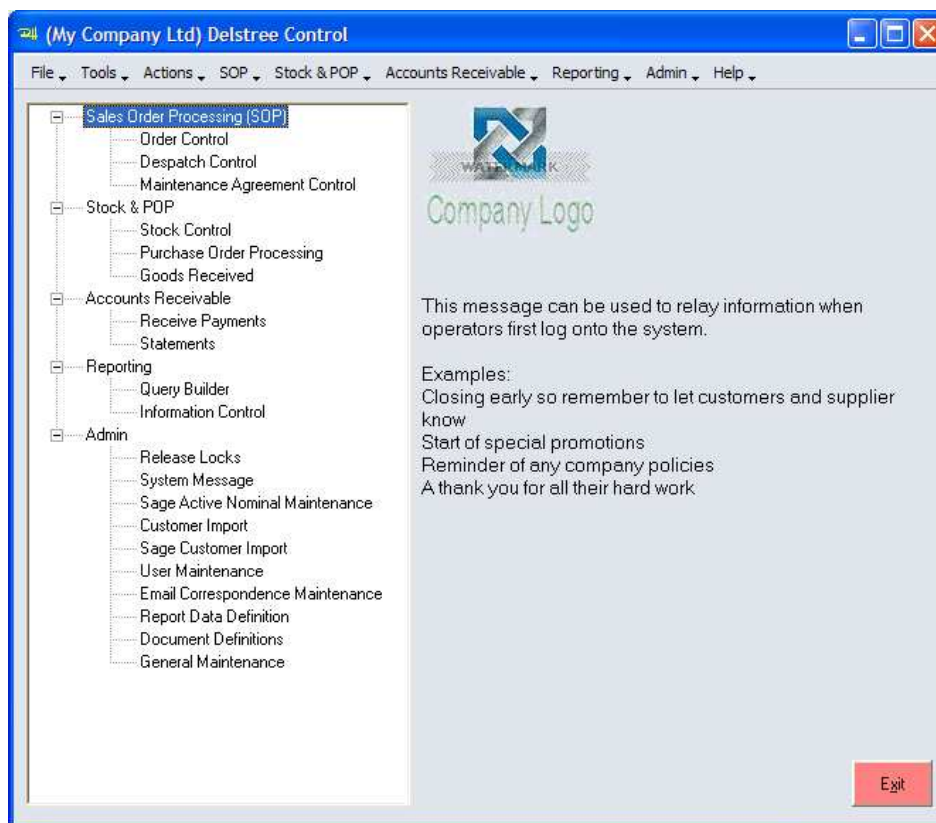 (My Company Ltd) Delstree Control
File Tools Actions SOP Stock & POP Accounts Receivable Reporting Admin Help
Sales Order Processing (SOP)
Order Control
Despatch Control
Maintenance Agreement Control
Stock & POP
Stock Control
Purchase Order Processing
Goods Received
Accounts Receivable
Receive Payments
Statements
Reporting
Query Builder
Information Control
Admin
Release Locks
System Message
Sage Active Nominal Maintenance
Customer Import
Sage Customer Import
User Maintenance
Email Correspondence Maintenance
Report Data Definition
Document Definitions
General Maintenance
WATERMARK
Company Logo
This message can be used to relay information when
operators first log onto the system.
Examples:
Closing early so remember to let customers and supplier
know
Start of special promotions
Reminder of any company policies
A thank you for all their hard work
Exit